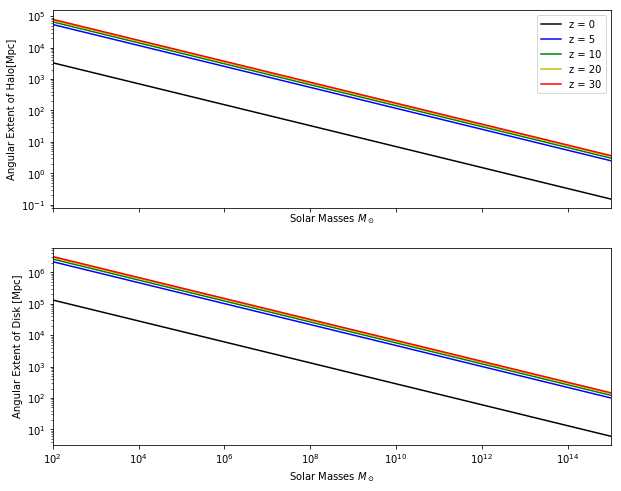 10^5
10^4
10^3
10^2
10^1
10^0
10^-1
Angular Extent of Halo[Mpc]
z = 0
z = 5
z = 10
z = 20
z = 30
Solar Masses M_⊙
10^6
10^5
10^4
10^3
10^2
10^1
Angular Extent of Disk [Mpc]
10^2 10^4 10^6 10^8 10^10 10^12 10^14
Solar Masses M_⊙